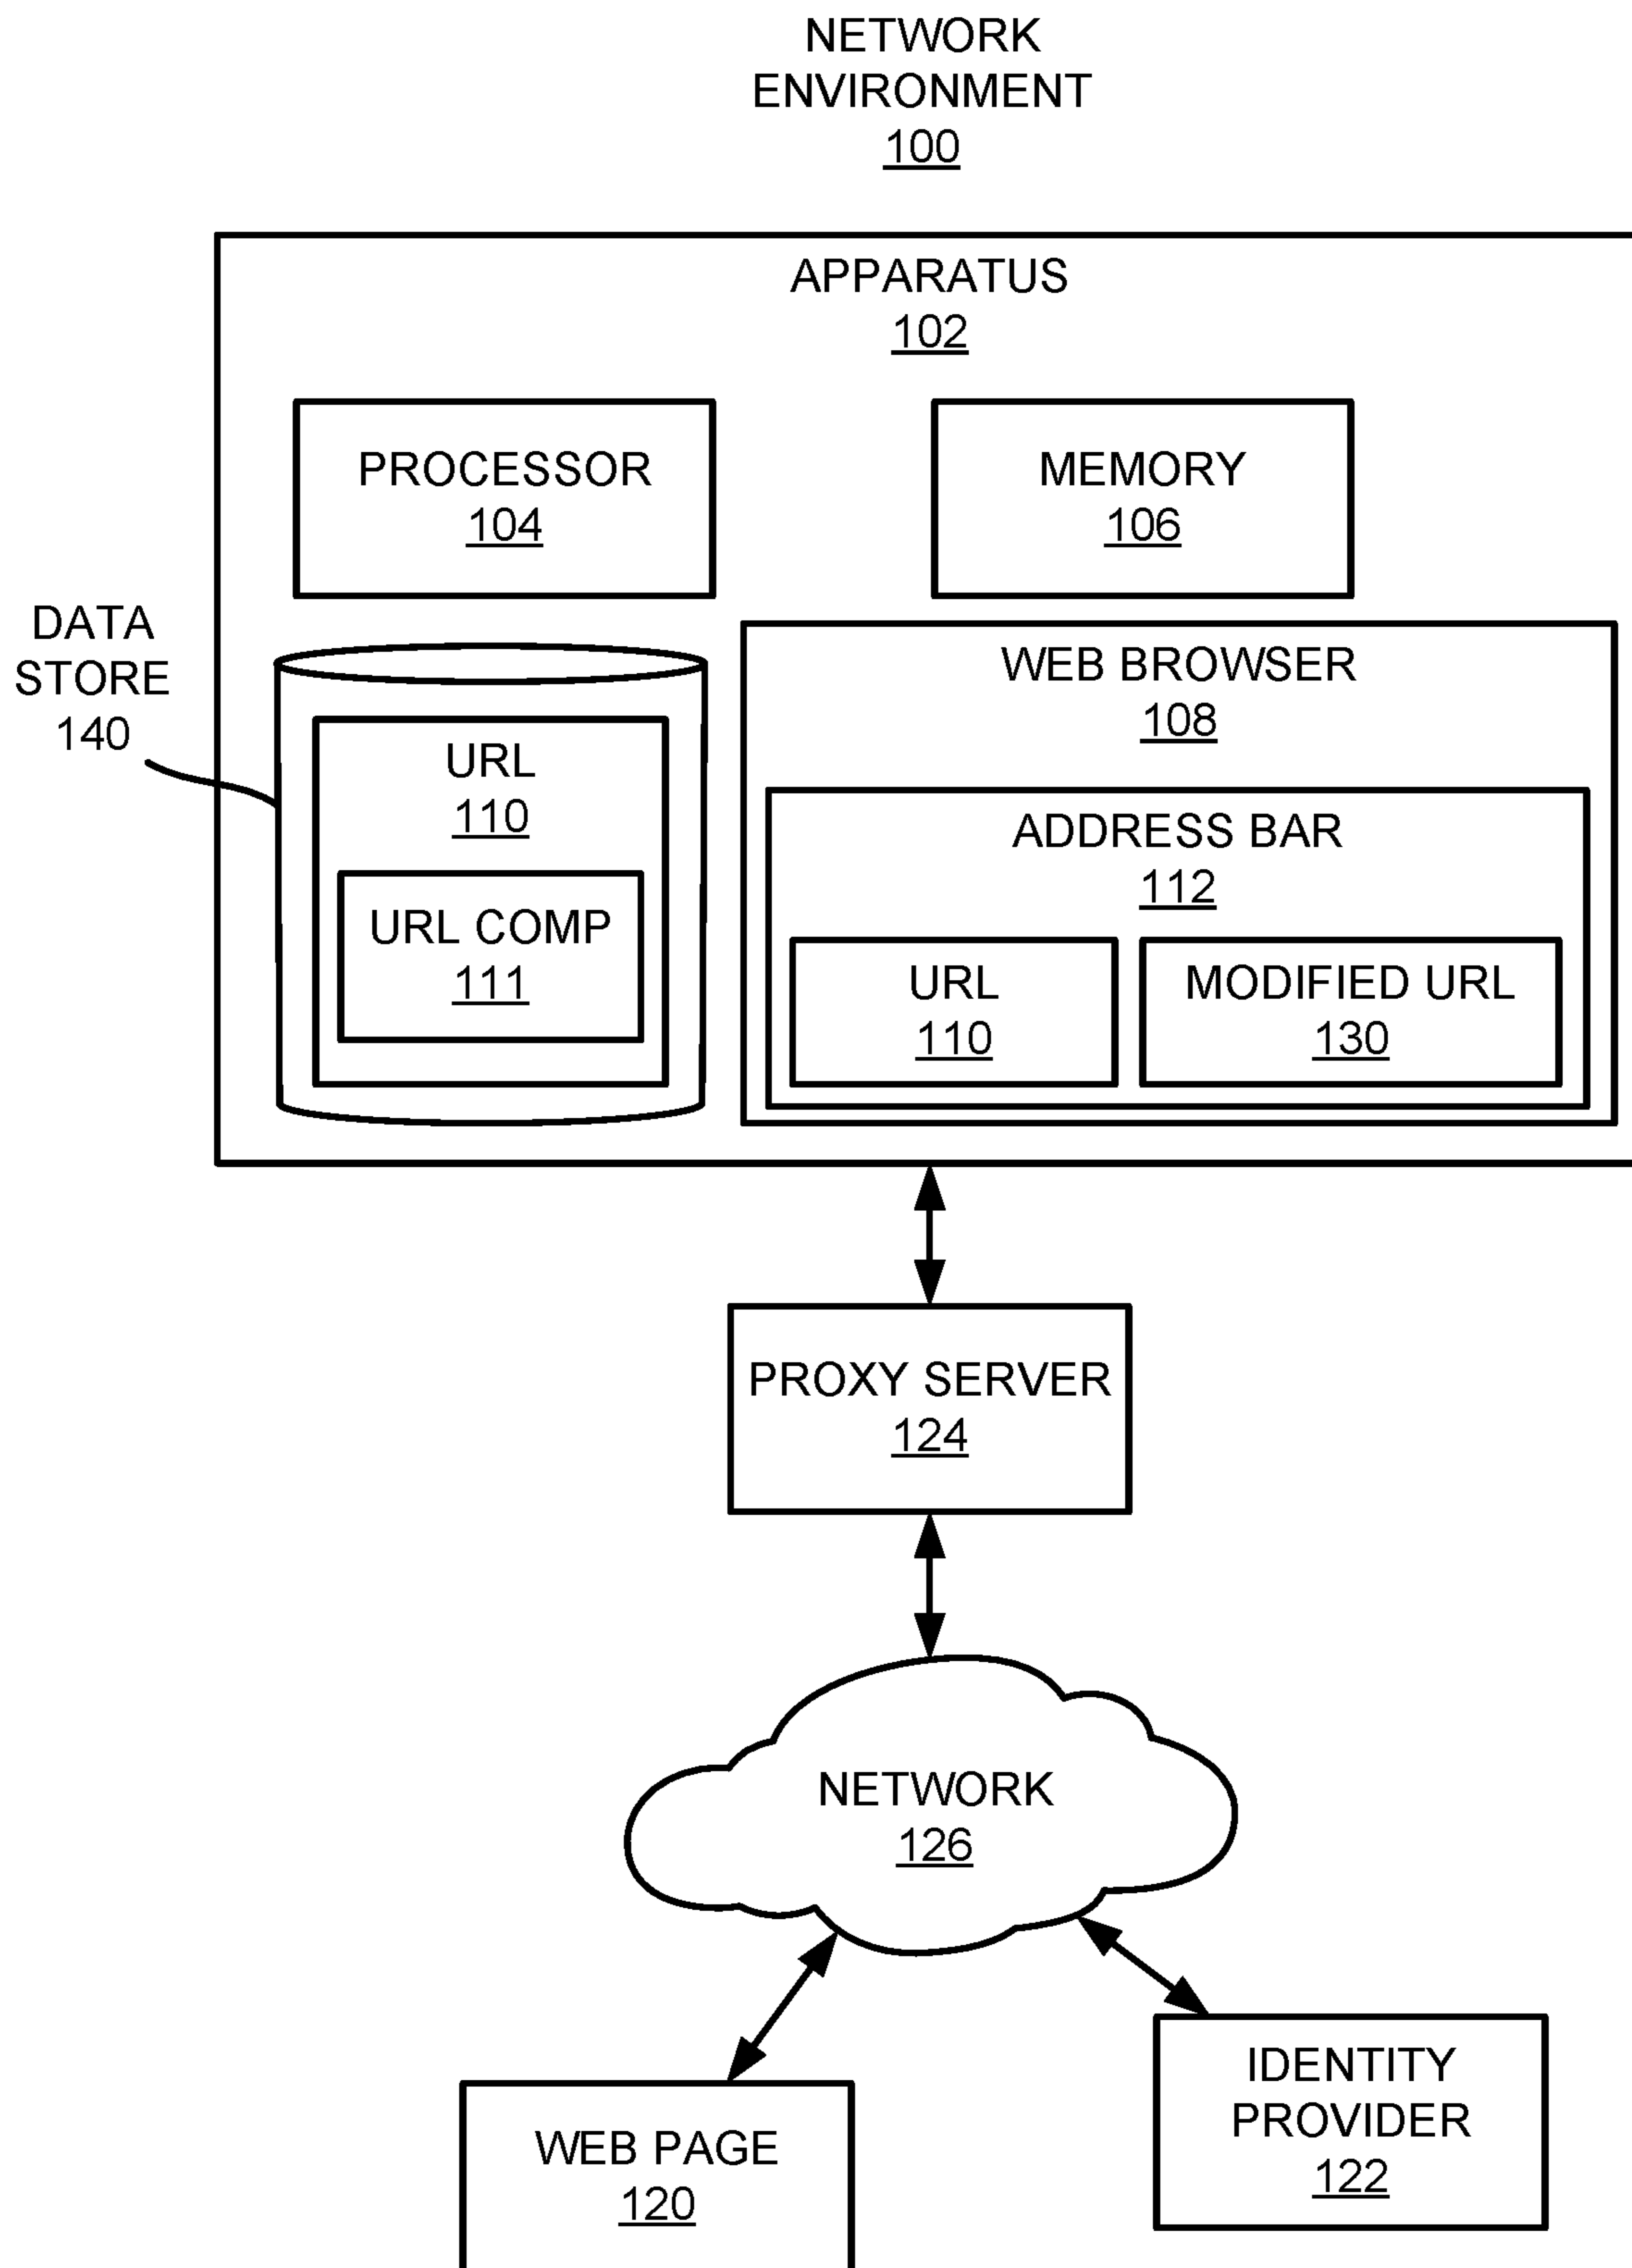 NETWORK
ENVIRONMENT
100
APPARATUS
102
PROCESSOR
104
MEMORY
106
DATA
STORE
140
URL
110
URL COMP
111
WEB BROWSER
108
ADDRESS BAR
112
URL
110
MODIFIED URL
130
PROXY SERVER
124
NETWORK
126
WEB PAGE
120
IDENTITY
PROVIDER
122